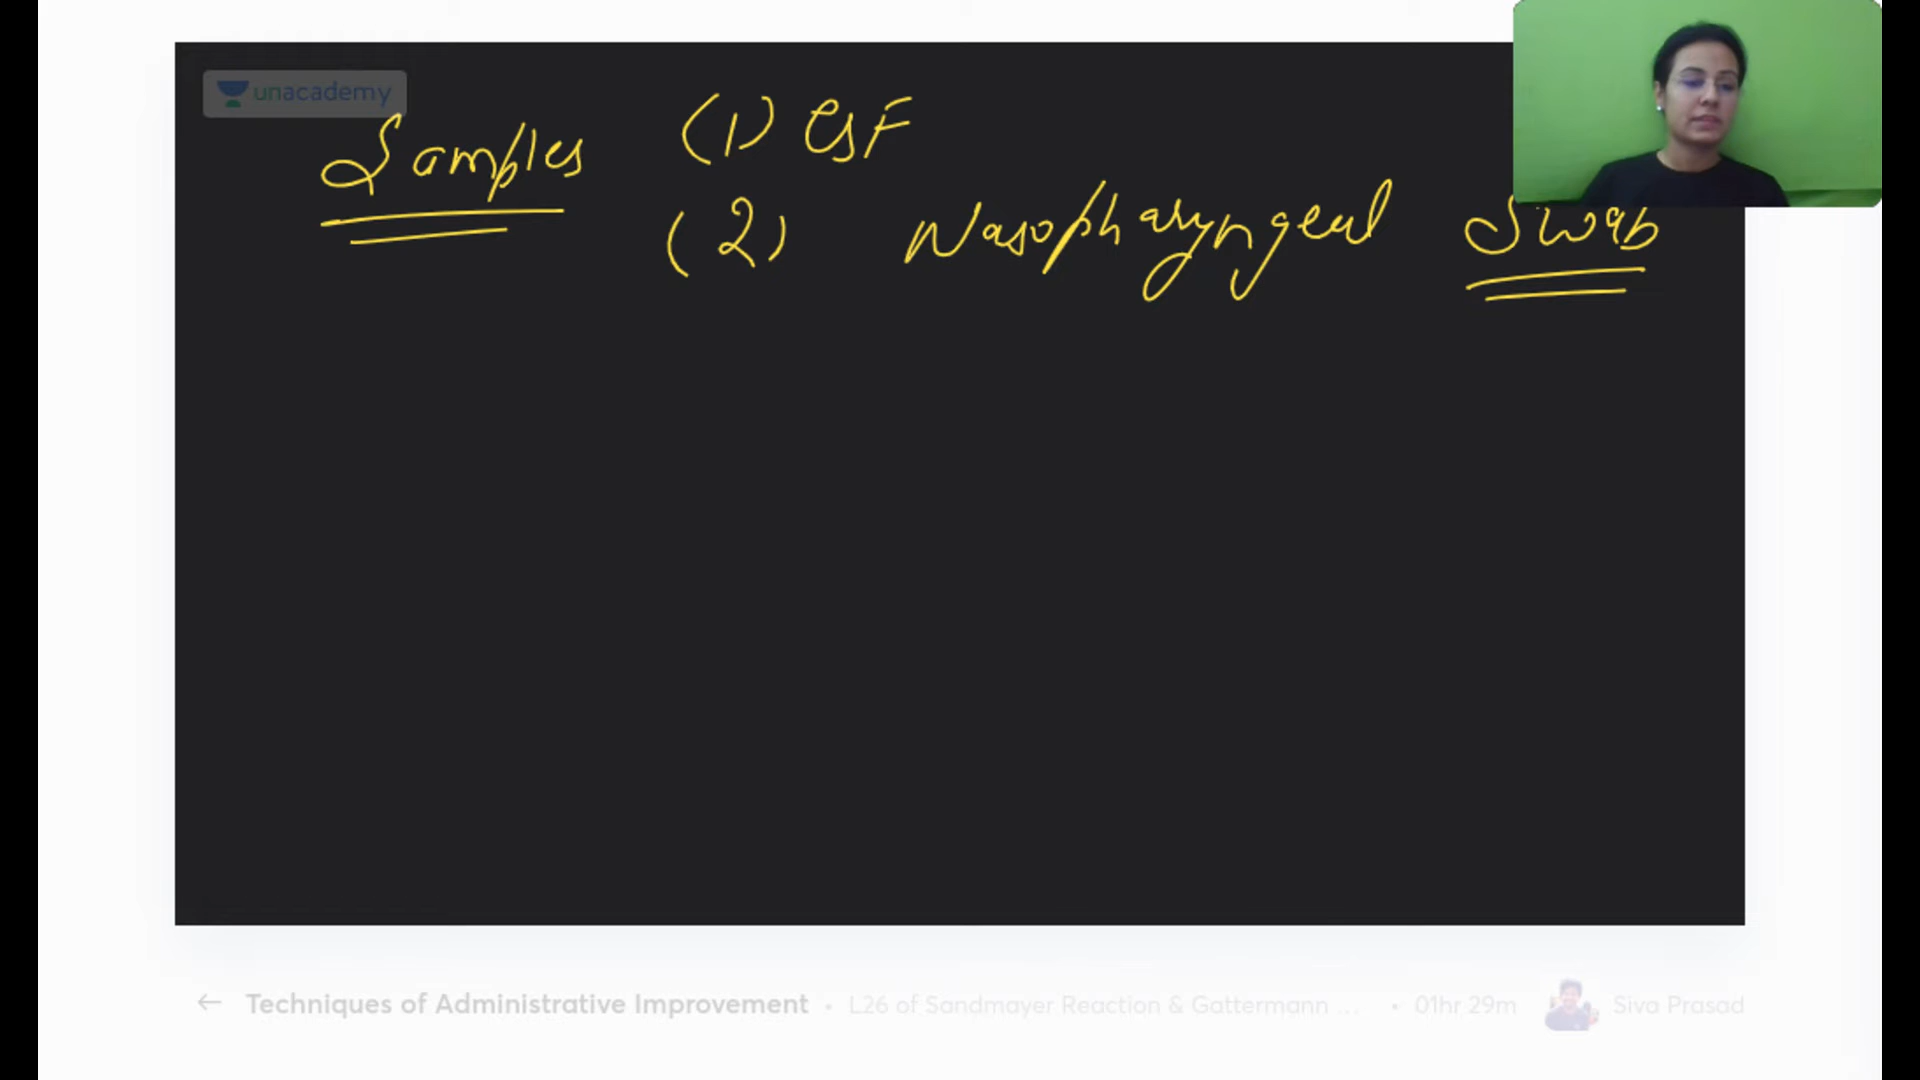 unacademy
Samples (1) CSF
(2) Nasopharyngeal Swab
Techniques of Administrative Improvement • L26 of Sandmayer Reaction & Gattermann ... • 01hr 29m Siva Prasad